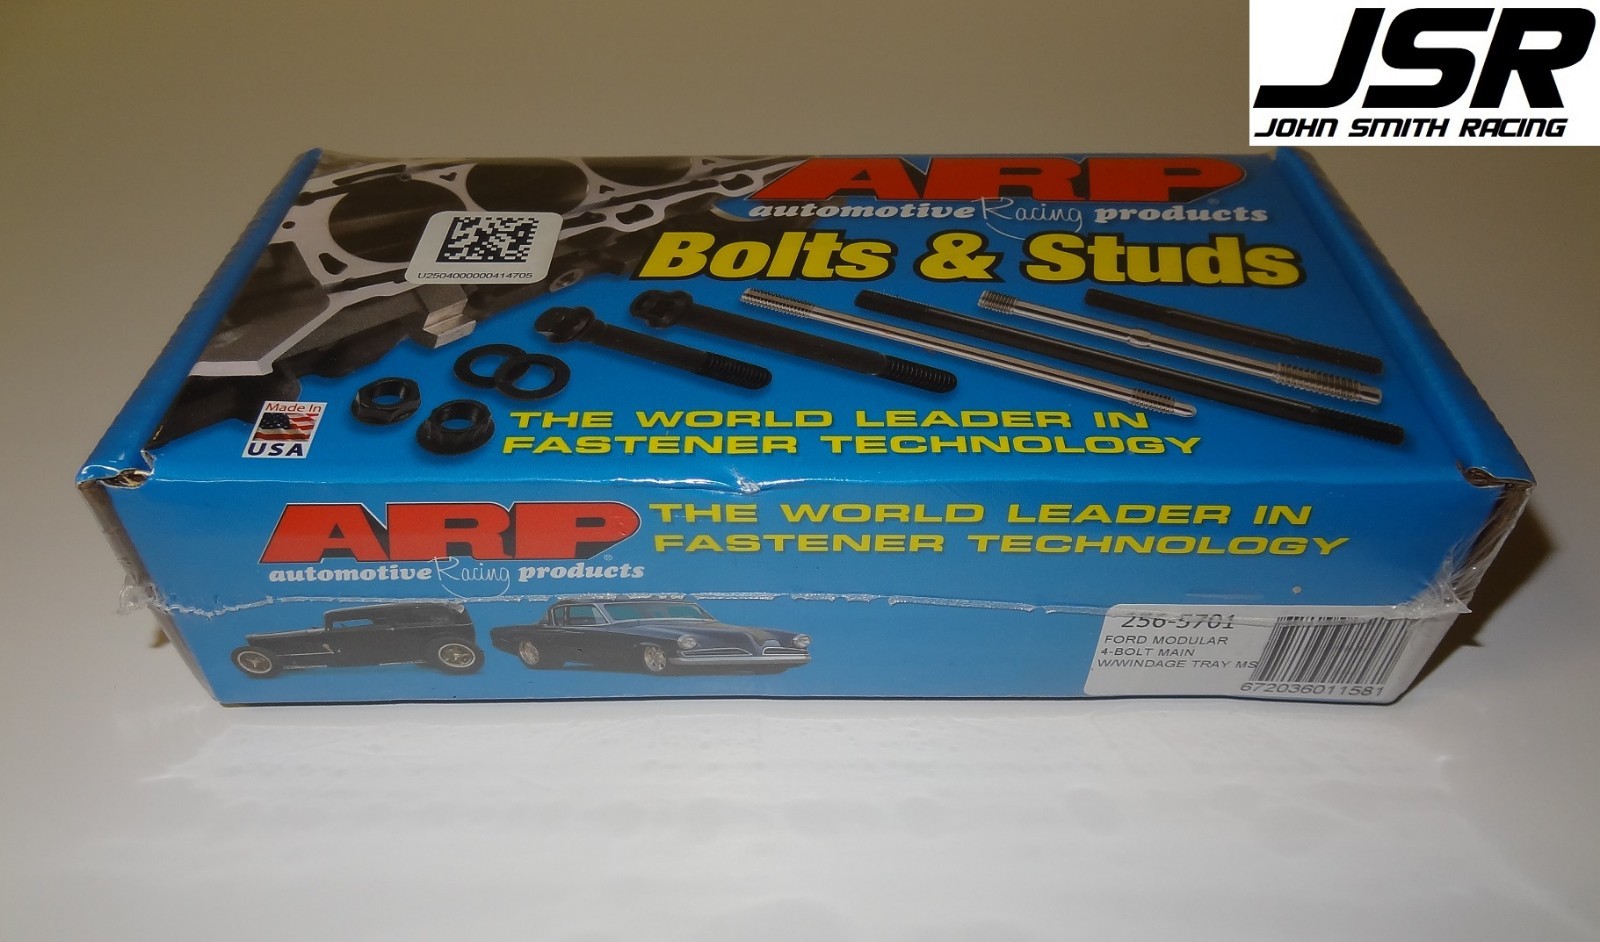 JSR
JOHN SMITH RACING
ARP
automotive Racing products
Bolts & Studs
U2504000000414705
THE WORLD LEADER IN
FASTENER TECHNOLOGY
Made In
USA
ARP
automotive Racing products
THE WORLD LEADER IN
FASTENER TECHNOLOGY
256-5701
FORD MODULAR
4-BOLT MAIN
W/WINDAGE TRAY MS
672036011581